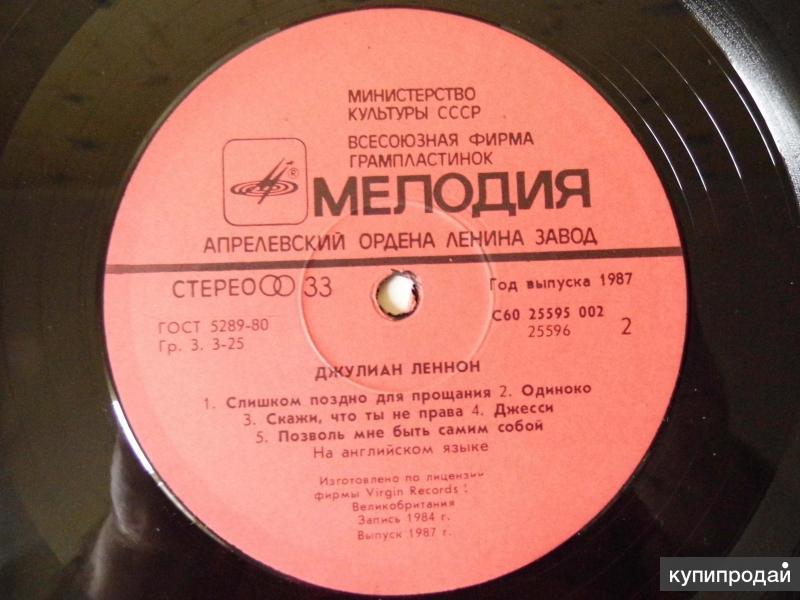 МИНИСТЕРСТВО
КУЛЬТУРЫ СССР
ВСЕСОЮЗНАЯ ФИРМА
ГРАМПЛАСТИНОК
®
МЕЛОДИЯ
АПРЕЛЕВСКИЙ ОРДЕНА ЛЕНИНА ЗАВОД
СТЕРЕО 33
Год выпуска 1987
ГОСТ 5289-80
Гр. 3. 3-25
С60 25595 002
25596 2
ДЖУЛИАН ЛЕННОН
1. Слишком поздно для прощания 2. Одиноко
3. Скажи, что ты не права 4. Джесси
5. Позволь мне быть самим собой
На английском языке
Изготовлено по лицензии
фирмы Virgin Records
Великобритания
Запись 1984 г.
Выпуск 1987 г.
купипродай